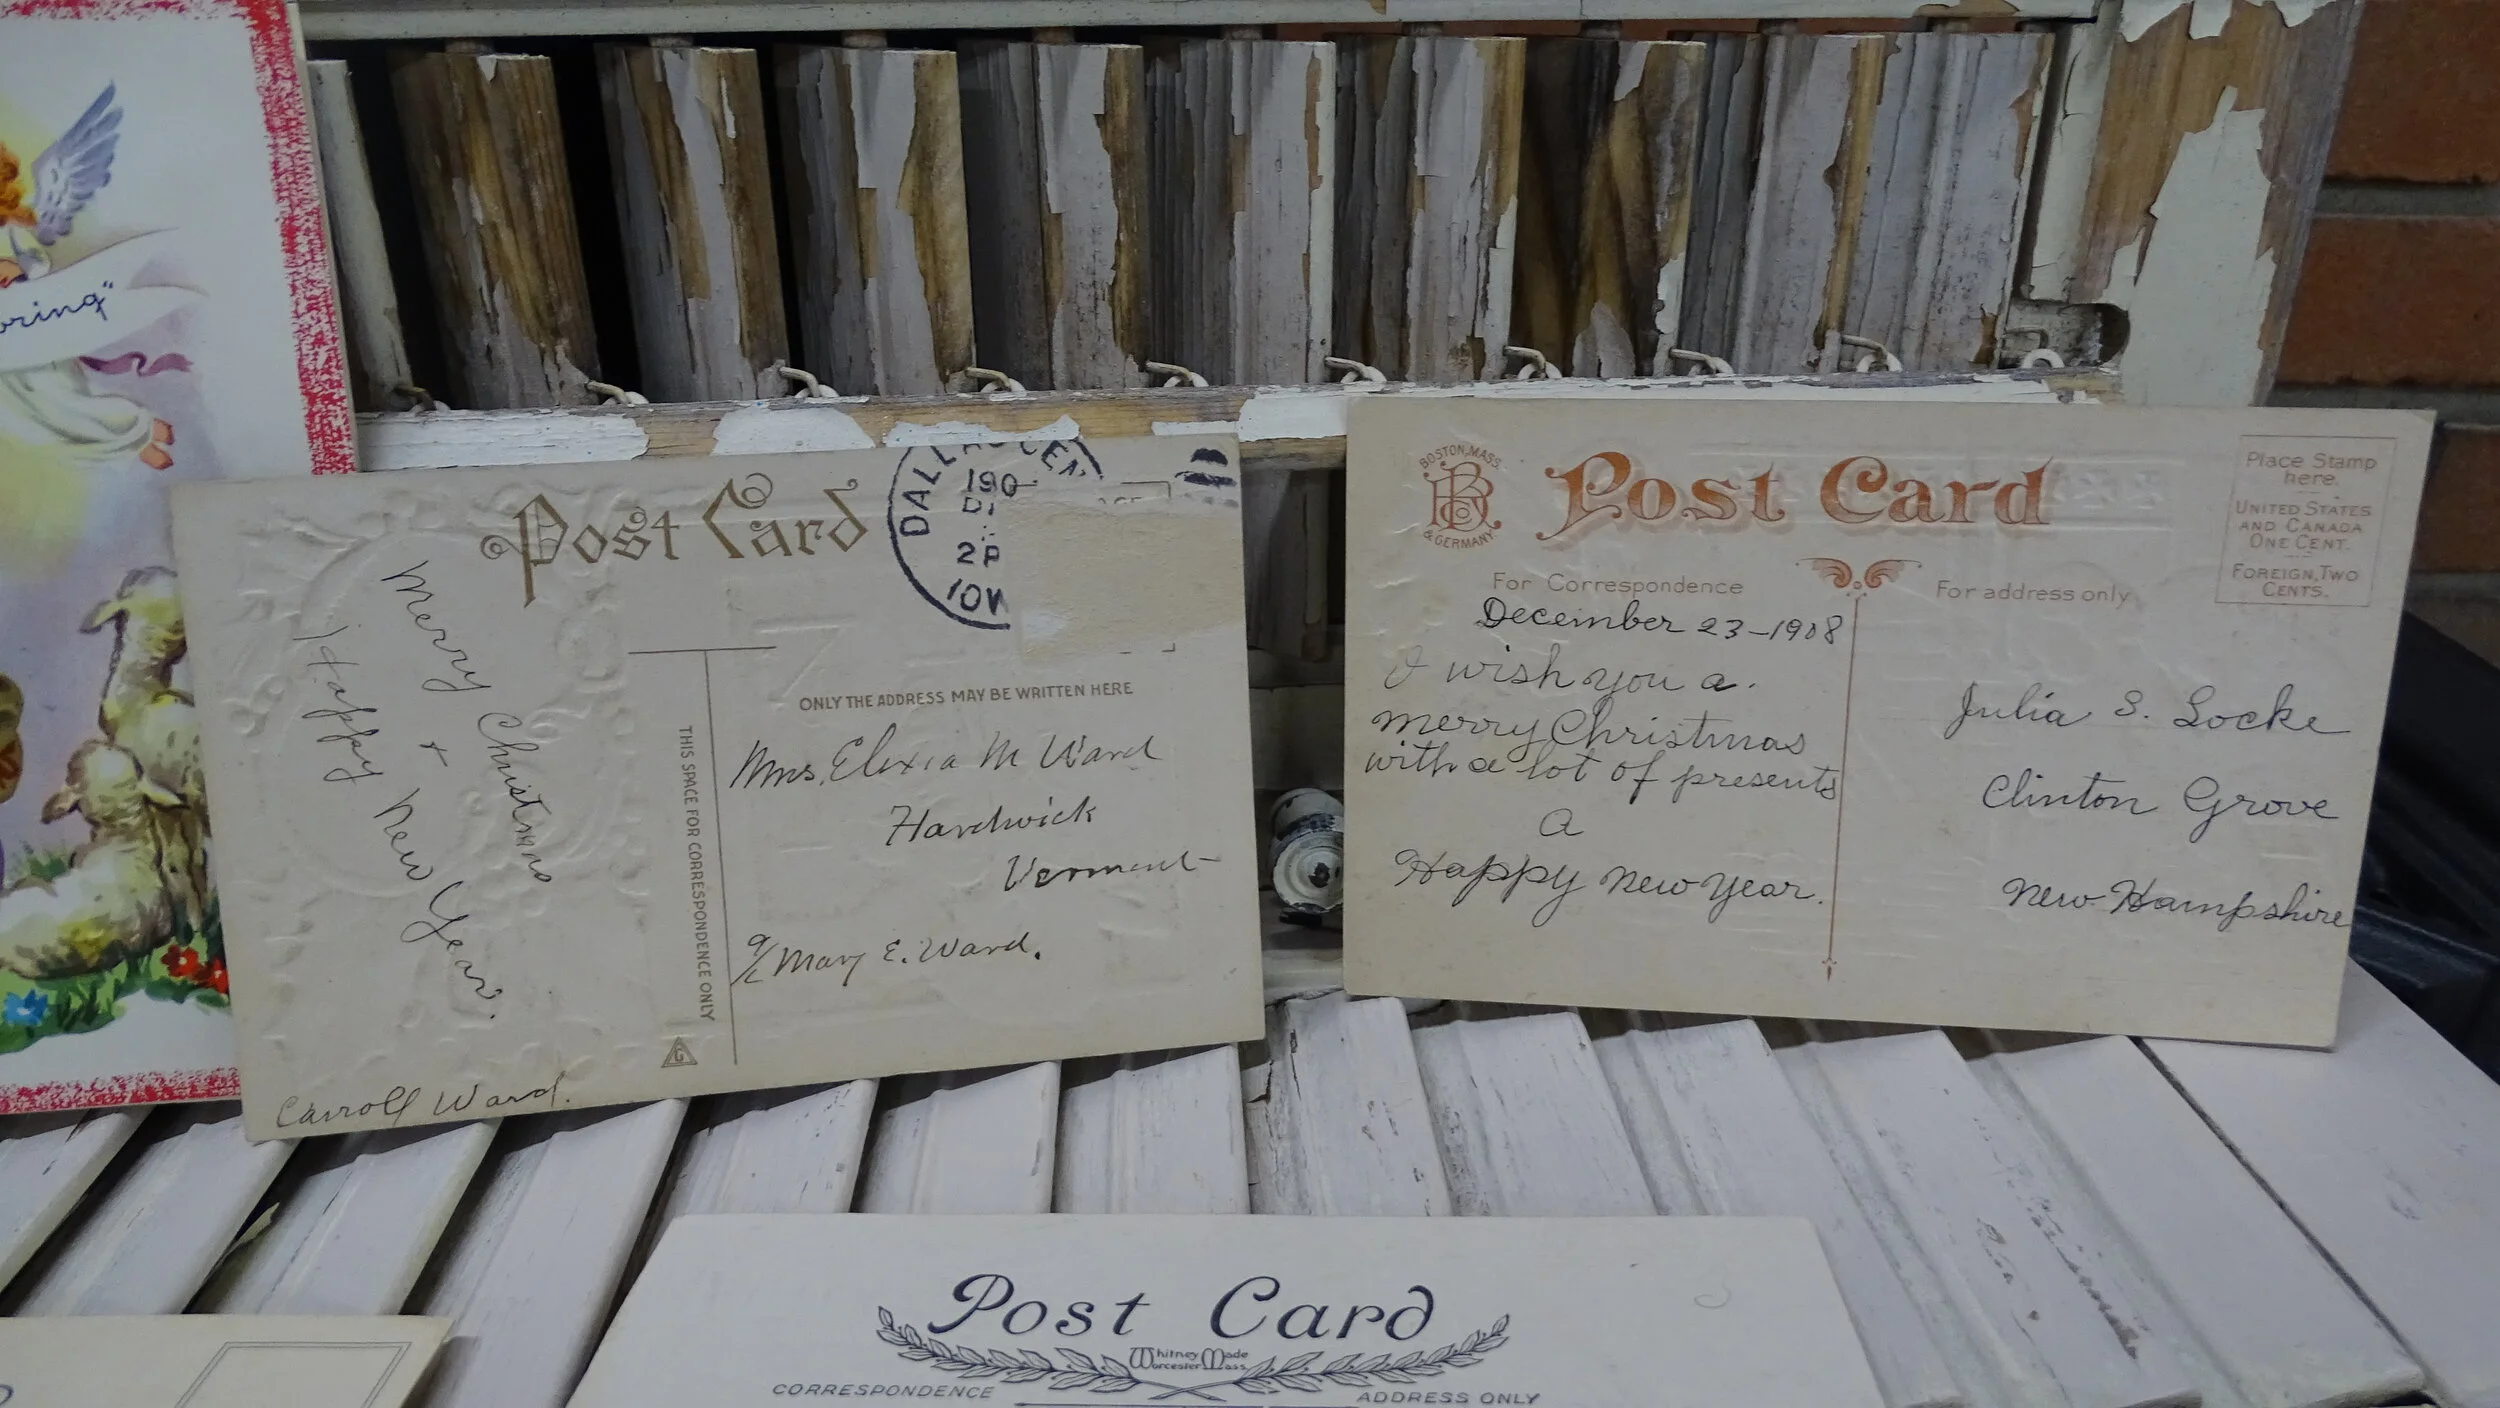 Post Card
DALLAS CEN
190
2P
IOW
Merry Christmas
+
Happy New Year.
Carroll Ward.
THIS SPACE FOR CORRESPONDENCE ONLY
G
ONLY THE ADDRESS MAY BE WRITTEN HERE
Mrs. Elexia M Ward
Hardwick
Vermont
c/o Mary E. Ward.
BOSTON, MASS.
& GERMANY.
Post Card
Place Stamp
here.
UNITED STATES
AND CANADA
ONE CENT.
FOREIGN, TWO
CENTS.
For Correspondence
For address only
December 23-1908
I wish you a.
Merry Christmas
with a lot of presents
A
Happy New Year.
Julia S. Locke
Clinton Grove
New Hampshire
Post Card
Whitney Made
Worcester Mass.
CORRESPONDENCE
ADDRESS ONLY